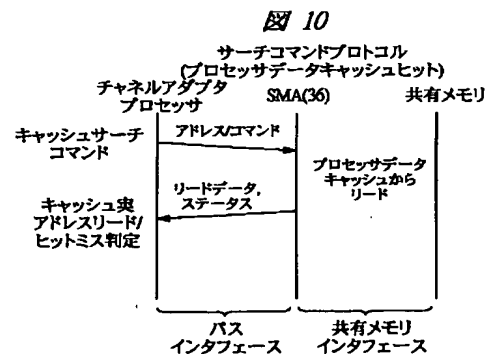 図 10
サーチコマンドプロトコル
(プロセッサデータキャッシュヒット)
チャネルアダプタ
プロセッサ
SMA(36)
共有メモリ
キャッシュサーチ
コマンド
アドレス/コマンド
プロセッサデータ
キャッシュから
リード
リードデータ,
ステータス
キャッシュ実
アドレスリード/
ヒットミス判定
パス
インタフェース
共有メモリ
インタフェース